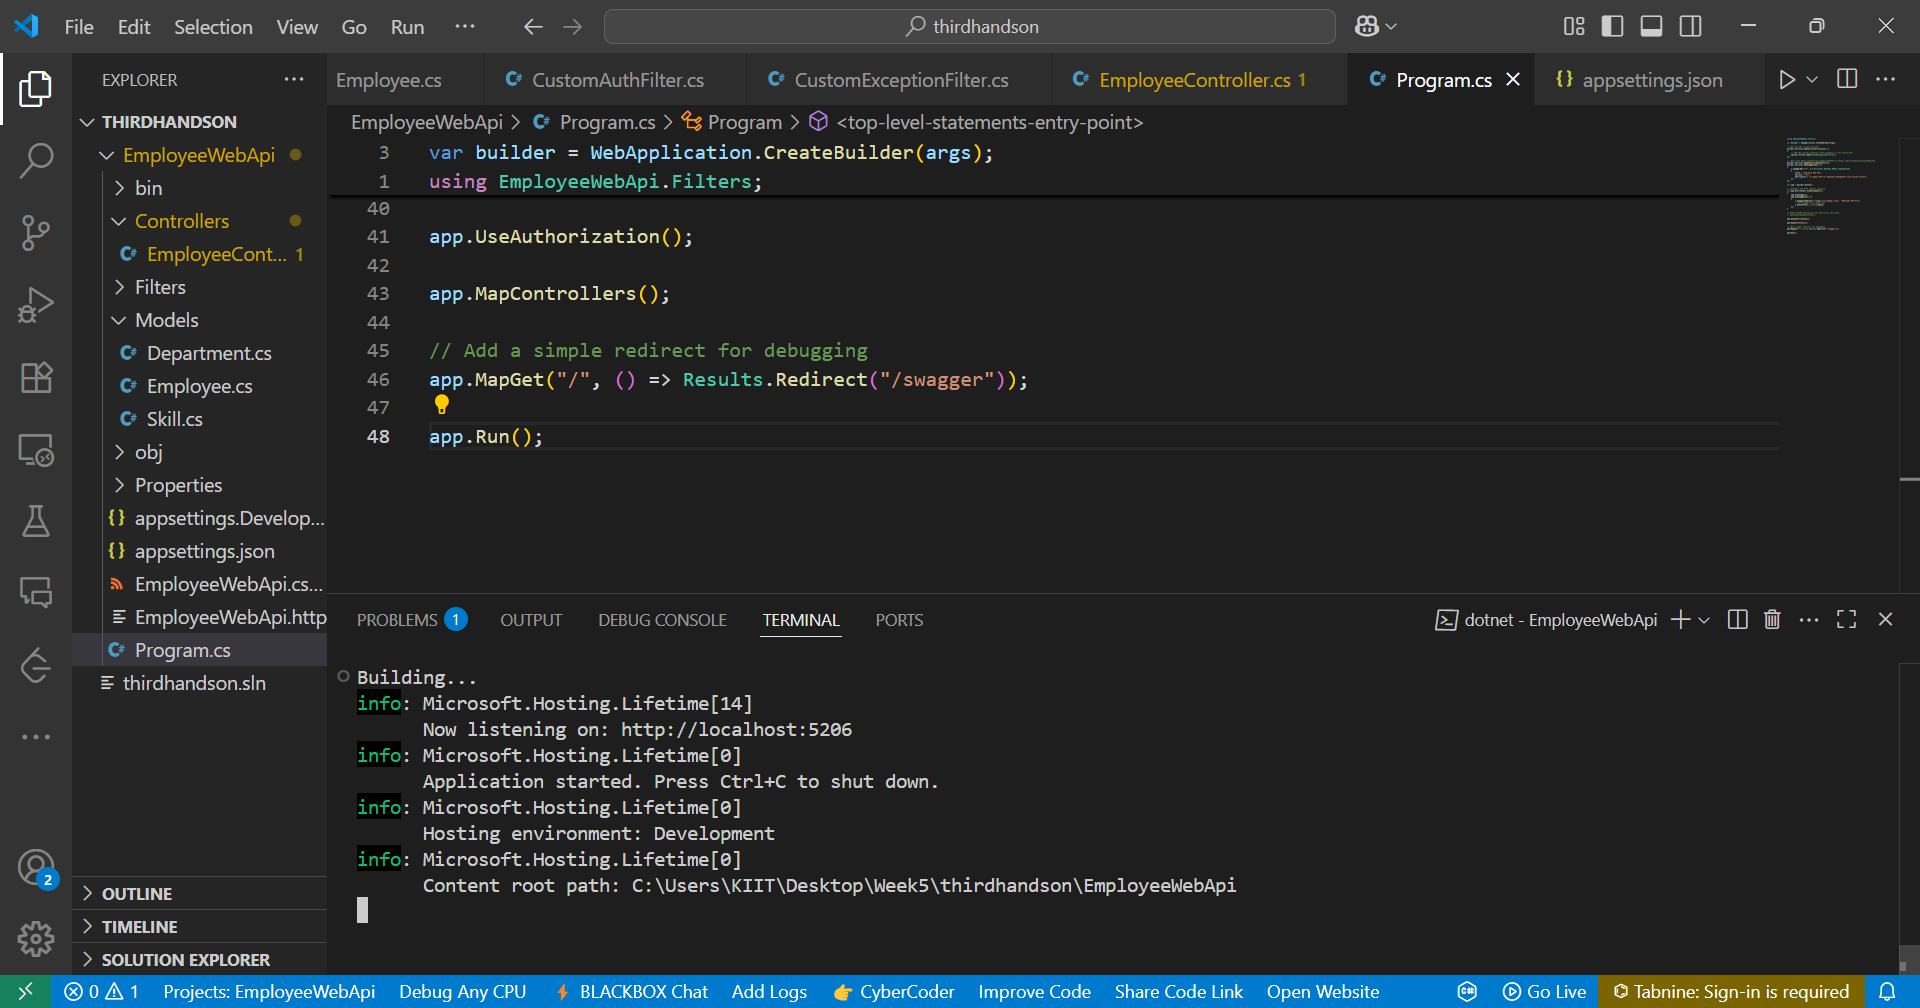 File Edit Selection View Go Run ··· thirdhandson
EXPLORER ···
THIRDHANDSON
EmployeeWebApi
bin
Controllers
EmployeeCont... 1
Filters
Models
Department.cs
Employee.cs
Skill.cs
obj
Properties
appsettings.Develop...
appsettings.json
EmployeeWebApi.cs...
EmployeeWebApi.http
Program.cs
thirdhandson.sln
OUTLINE
TIMELINE
SOLUTION EXPLORER
2
Employee.cs CustomAuthFilter.cs CustomExceptionFilter.cs EmployeeController.cs 1 Program.cs appsettings.json
EmployeeWebApi > Program.cs > Program > <top-level-statements-entry-point>
3 var builder = WebApplication.CreateBuilder(args);
1 using EmployeeWebApi.Filters;
40
41 app.UseAuthorization();
42
43 app.MapControllers();
44
45 // Add a simple redirect for debugging
46 app.MapGet("/", () => Results.Redirect("/swagger"));
47
48 app.Run();
PROBLEMS 1 OUTPUT DEBUG CONSOLE TERMINAL PORTS dotnet - EmployeeWebApi
Building...
info: Microsoft.Hosting.Lifetime[14]
Now listening on: http://localhost:5206
info: Microsoft.Hosting.Lifetime[0]
Application started. Press Ctrl+C to shut down.
info: Microsoft.Hosting.Lifetime[0]
Hosting environment: Development
info: Microsoft.Hosting.Lifetime[0]
Content root path: C:\Users\KIIT\Desktop\Week5\thirdhandson\EmployeeWebApi
0 1 Projects: EmployeeWebApi Debug Any CPU BLACKBOX Chat Add Logs CyberCoder Improve Code Share Code Link Open Website Go Live Tabnine: Sign-in is required